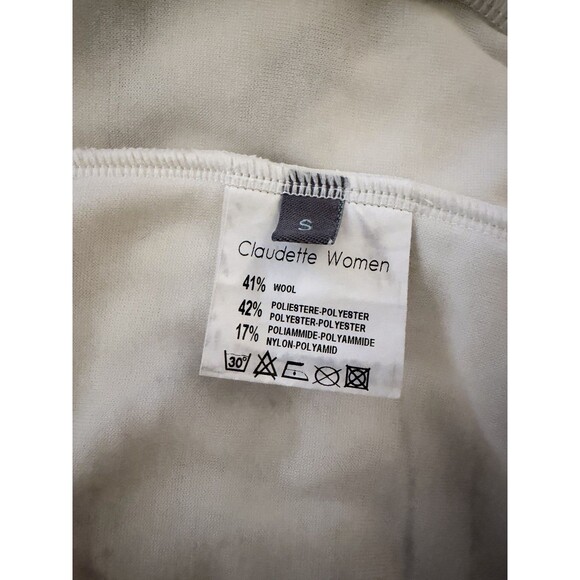 S
Claudette Women
41% WOOL
42% POLIESTERE-POLYESTER
POLYESTER-POLYESTER
17% POLIAMMIDE-POLYAMMIDE
NYLON-POLYAMID
30°